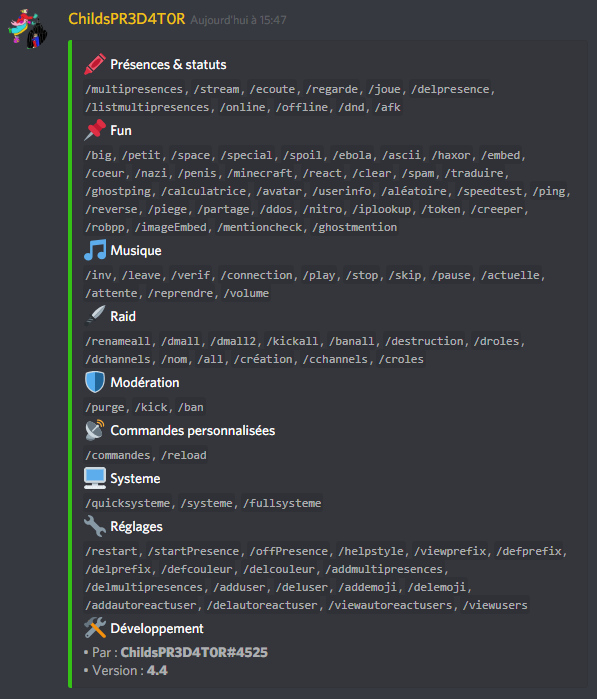 ChildsPR3D4T0R Aujourd'hui à 15:47
Présences & statuts
/multipresences, /stream, /ecoute, /regarde, /joue, /delpresence,
/listmultipresences, /online, /offline, /dnd, /afk
Fun
/big, /petit, /space, /special, /spoil, /ebola, /ascii, /haxor, /embed,
/coeur, /nazi, /penis, /minecraft, /react, /clear, /spam, /traduire,
/ghostping, /calculatrice, /avatar, /userinfo, /aléatoire, /speedtest, /ping,
/reverse, /piege, /partage, /ddos, /nitro, /iplookup, /token, /creeper,
/robpp, /imageEmbed, /mentioncheck, /ghostmention
Musique
/inv, /leave, /verif, /connection, /play, /stop, /skip, /pause, /actuelle,
/attente, /reprendre, /volume
Raid
/renameall, /dmall, /dmall2, /kickall, /banall, /destruction, /droles,
/dchannels, /nom, /all, /création, /cchannels, /croles
Modération
/purge, /kick, /ban
Commandes personnalisées
/commandes, /reload
Systeme
/quicksysteme, /systeme, /fullsysteme
Réglages
/restart, /startPresence, /offPresence, /helpstyle, /viewprefix, /defprefix,
/delprefix, /defcouleur, /delcouleur, /addmultipresences,
/delmultipresences, /adduser, /deluser, /addemoji, /delemoji,
/addautoreactuser, /delautoreactuser, /viewautoreactusers, /viewusers
Développement
▪ Par : ChildsPR3D4T0R#4525
▪ Version : 4.4